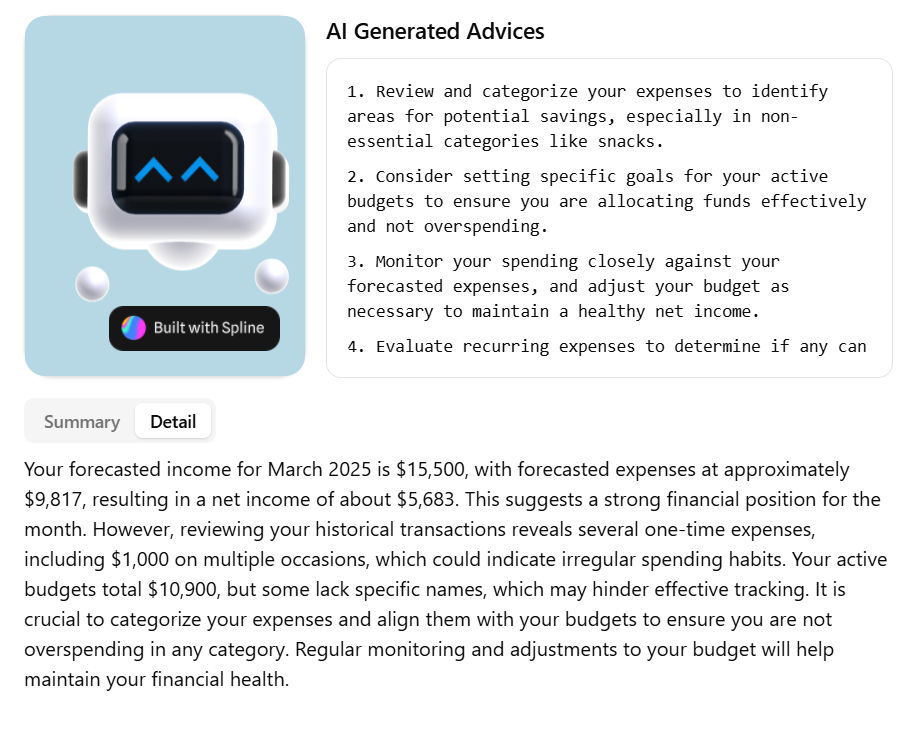 AI Generated Advices
1. Review and categorize your expenses to identify
areas for potential savings, especially in non-
essential categories like snacks.
2. Consider setting specific goals for your active
budgets to ensure you are allocating funds effectively
and not overspending.
3. Monitor your spending closely against your
forecasted expenses, and adjust your budget as
necessary to maintain a healthy net income.
4. Evaluate recurring expenses to determine if any can
Built with Spline
Summary
Detail
Your forecasted income for March 2025 is $15,500, with forecasted expenses at approximately
$9,817, resulting in a net income of about $5,683. This suggests a strong financial position for the
month. However, reviewing your historical transactions reveals several one-time expenses,
including $1,000 on multiple occasions, which could indicate irregular spending habits. Your active
budgets total $10,900, but some lack specific names, which may hinder effective tracking. It is
crucial to categorize your expenses and align them with your budgets to ensure you are not
overspending in any category. Regular monitoring and adjustments to your budget will help
maintain your financial health.